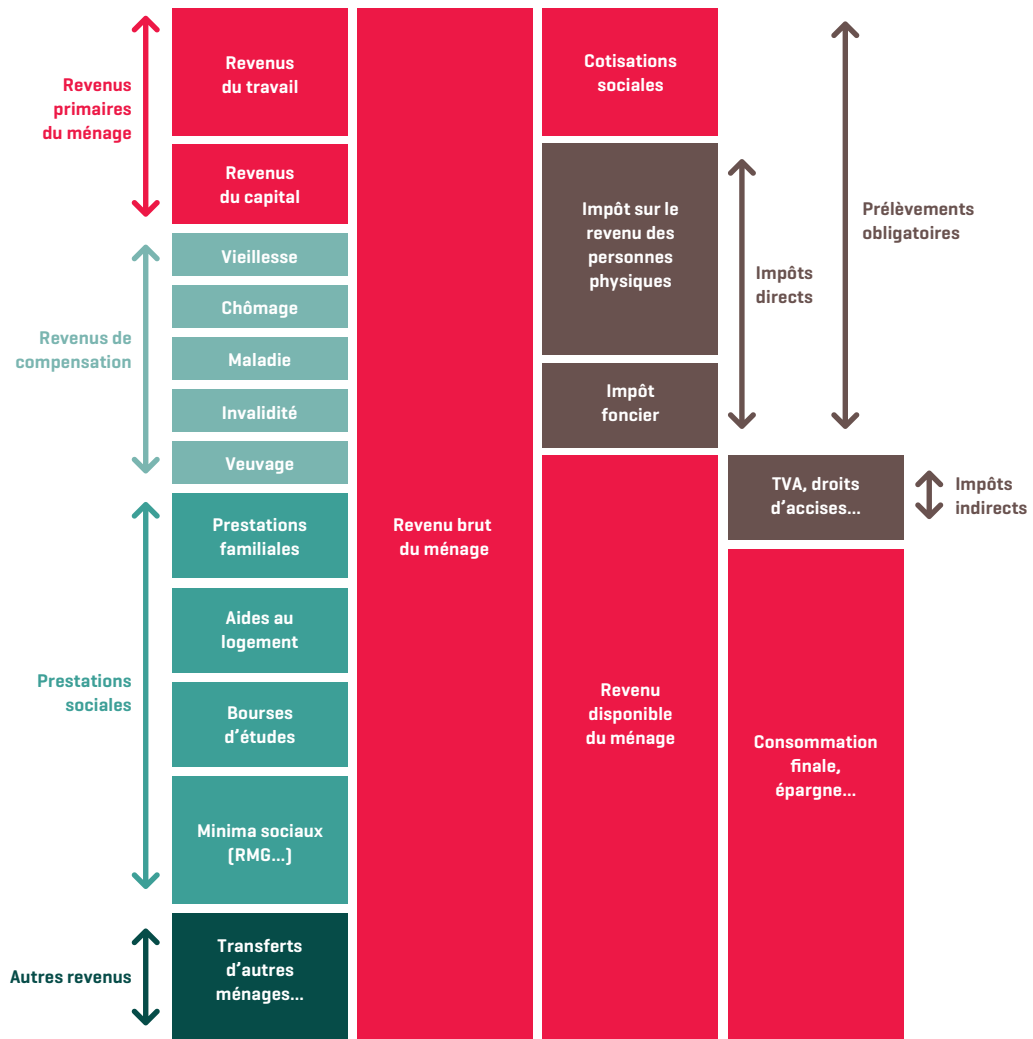 Revenus
primaires
du ménage
Revenus
du travail
Revenus
du capital
Revenus de
compensation
Vieillesse
Chômage
Maladie
Invalidité
Veuvage
Prestations
sociales
Prestations
familiales
Aides au
logement
Bourses
d’études
Minima sociaux
(RMG...)
Autres revenus
Transferts
d’autres
ménages...
Revenu brut
du ménage
Cotisations
sociales
Impôt sur le
revenu des
personnes
physiques
Impôt
foncier
Revenu
disponible
du ménage
Impôts
directs
Prélèvements
obligatoires
TVA, droits
d’accises...
Impôts
indirects
Consommation
finale,
épargne...